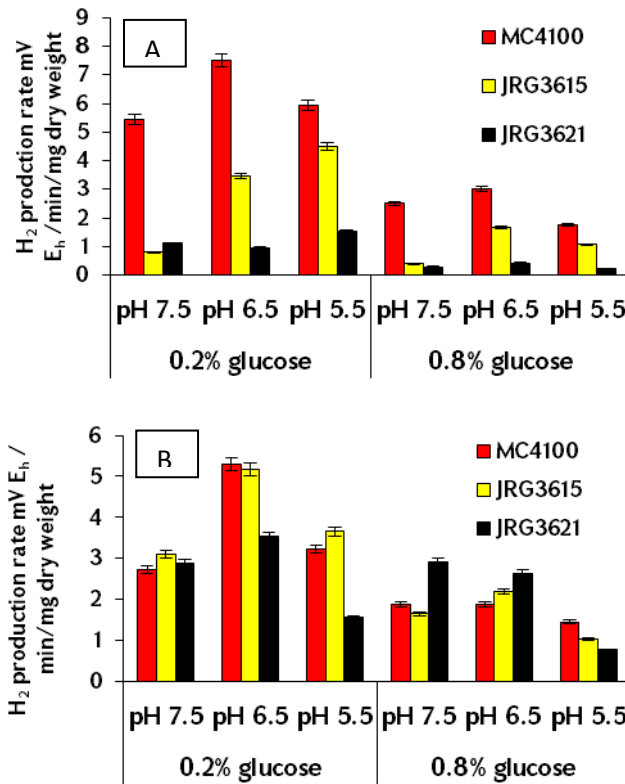 A
9
8
7
6
5
4
3
2
1
0
H₂ prodction rate mV
Eₕ / min/mg dry weight
MC4100
JRG3615
JRG3621
pH 7.5 pH 6.5 pH 5.5 pH 7.5 pH 6.5 pH 5.5
0.2% glucose 0.8% glucose
B
6
5
4
3
2
1
0
H₂ production rate mV Eₕ /
min/mg dry weight
MC4100
JRG3615
JRG3621
pH 7.5 pH 6.5 pH 5.5 pH 7.5 pH 6.5 pH 5.5
0.2% glucose 0.8% glucose